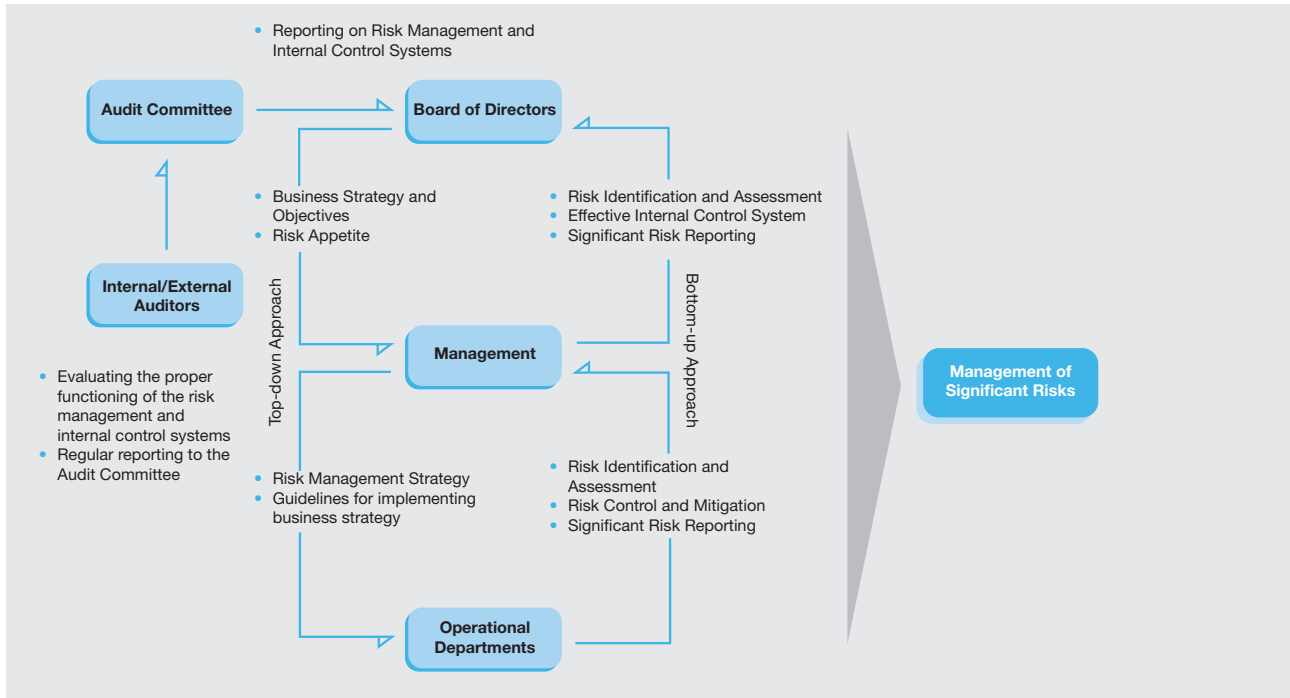 • Reporting on Risk Management and
Internal Control Systems
Audit Committee
Board of Directors
• Business Strategy and
Objectives
• Risk Appetite
• Risk Identification and Assessment
• Effective Internal Control System
• Significant Risk Reporting
Internal/External
Auditors
Top-down Approach
Bottom-up Approach
Management
Management of
Significant Risks
• Evaluating the proper
functioning of the risk
management and
internal control systems
• Regular reporting to the
Audit Committee
• Risk Management Strategy
• Guidelines for implementing
business strategy
• Risk Identification and
Assessment
• Risk Control and Mitigation
• Significant Risk Reporting
Operational
Departments